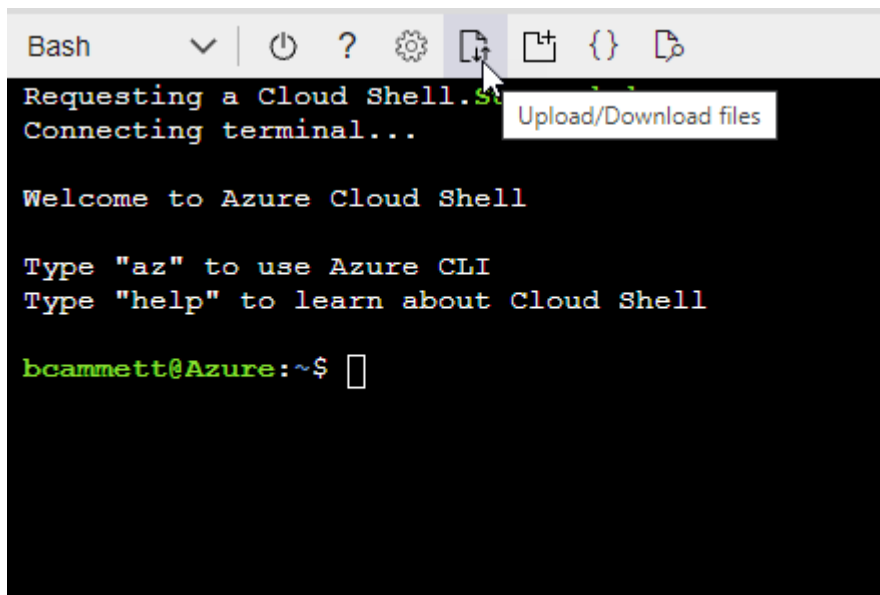 Bash
Requesting a Cloud Shell.
Upload/Download files
Connecting terminal...
Welcome to Azure Cloud Shell
Type "az" to use Azure CLI
Type "help" to learn about Cloud Shell
bcammett@Azure:~$